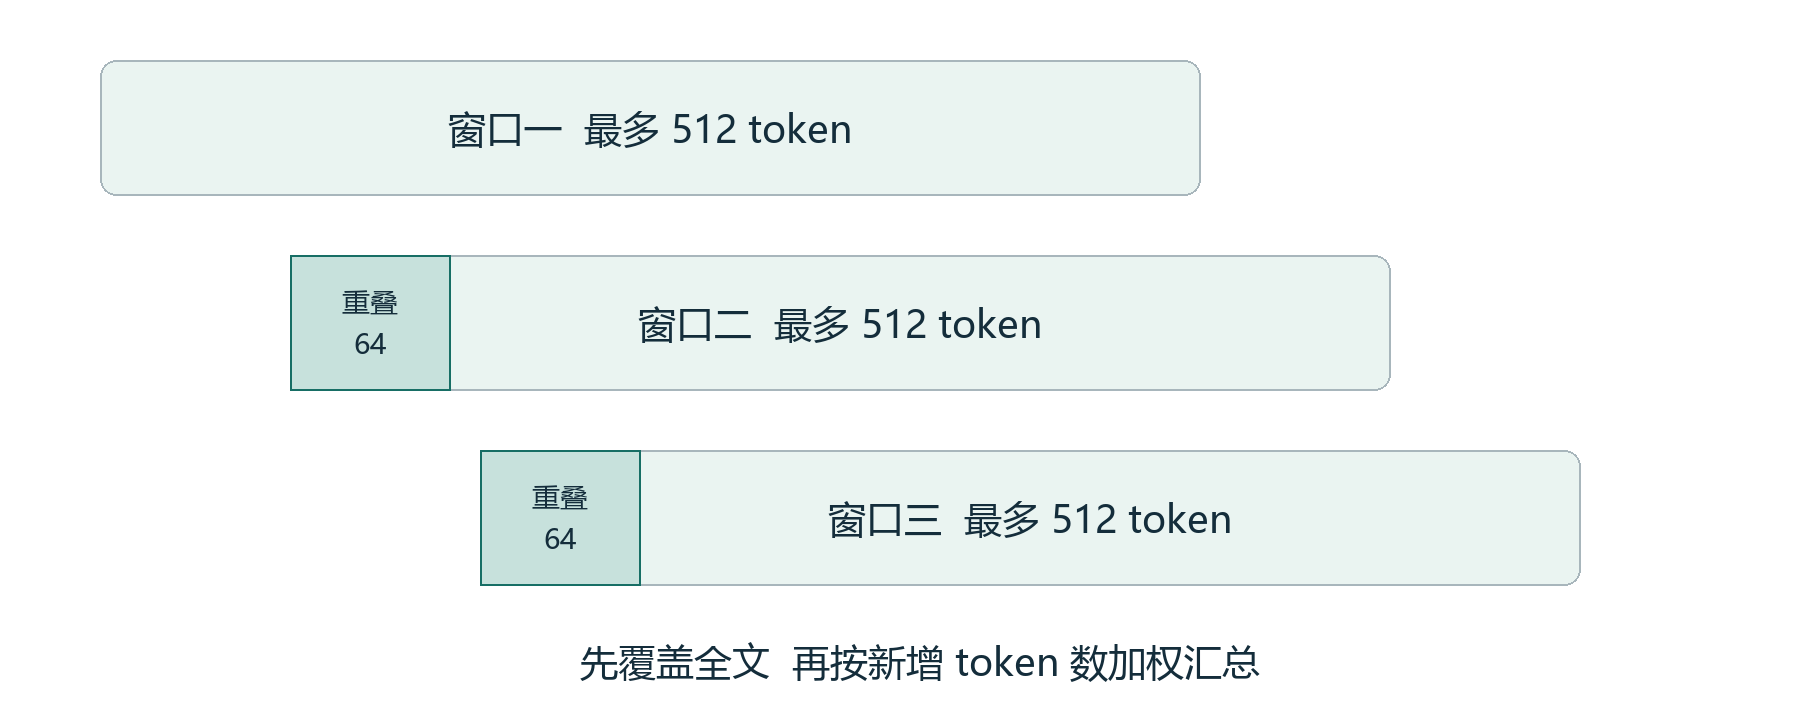 窗口一 最多 512 token
重叠
64
窗口二 最多 512 token
重叠
64
窗口三 最多 512 token
先覆盖全文 再按新增 token 数加权汇总